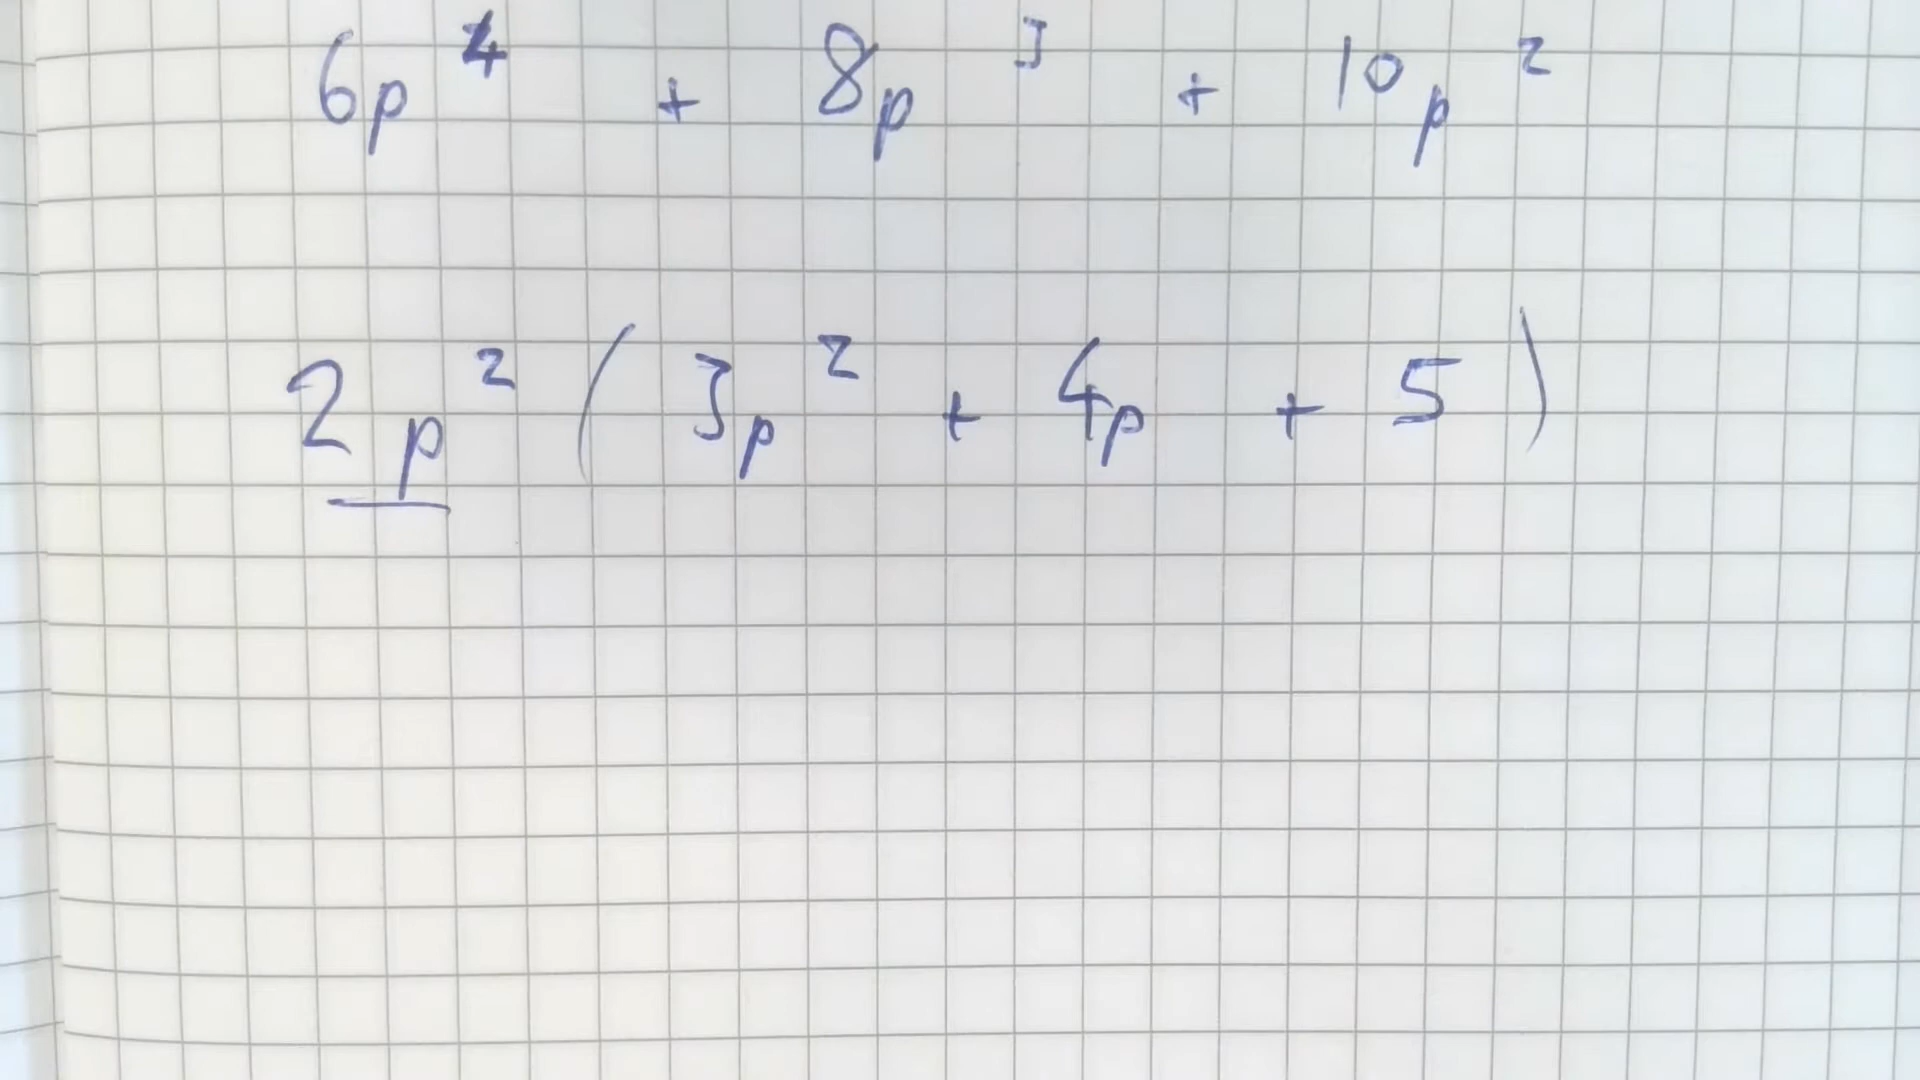 6p⁴ + 8p³ + 10p²
2p² (3p² + 4p + 5)